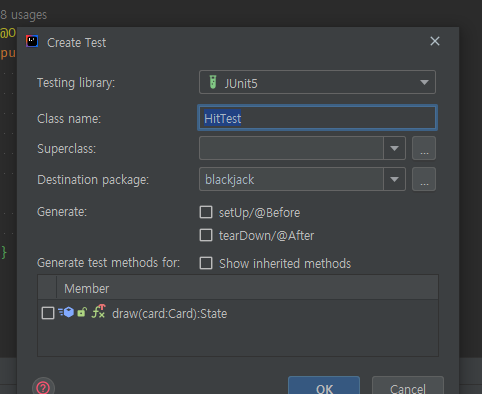 8 usages
@O
pu
Create Test
Testing library: JUnit5
Class name: HitTest
Superclass: ...
Destination package: blackjack ...
Generate: setUp/@Before
tearDown/@After
Generate test methods for: Show inherited methods
Member
draw(card:Card):State
}
? OK Cancel